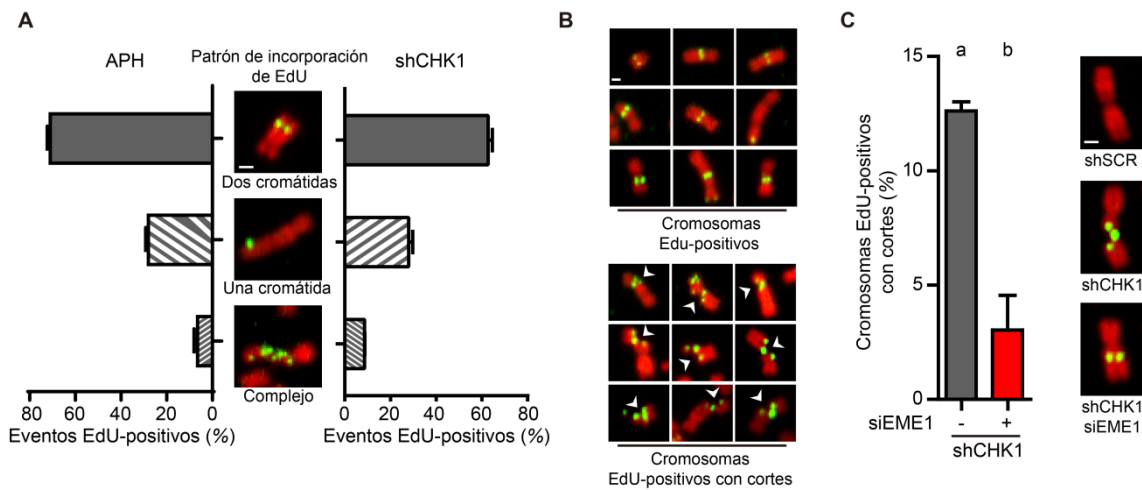 A
APH
Patrón de incorporación
de EdU
shCHK1
Dos cromátidas
Una cromátida
Complejo
80 60 40 20 0
0 20 40 60 80
Eventos EdU-positivos (%)
Eventos EdU-positivos (%)
B
Cromosomas
Edu-positivos
Cromosomas
EdU-positivos con cortes
C
Cromosomas EdU-positivos
con cortes (%)
15
10
5
0
a
b
siEME1
-
+
shCHK1
shSCR
shCHK1
shCHK1
siEME1